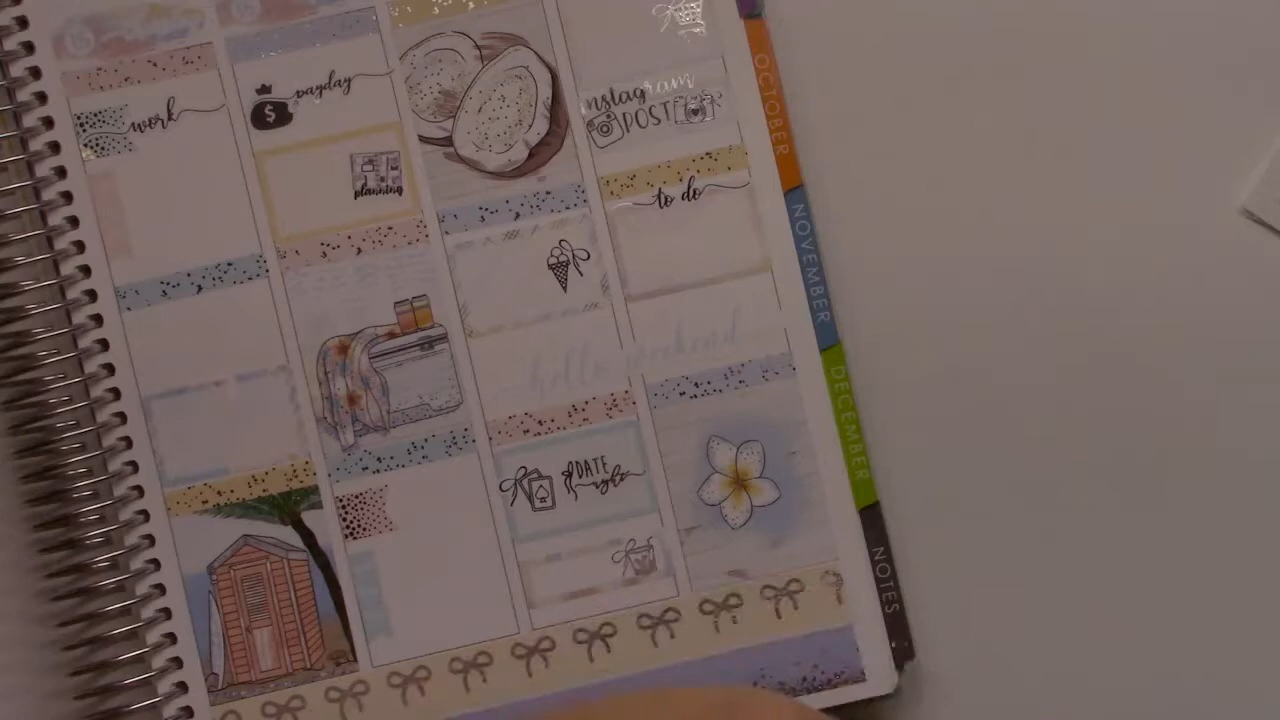 work
payday
$
planning
instagram
POST
to do
hello weekend
DATE
night
OCTOBER
NOVEMBER
DECEMBER
NOTES